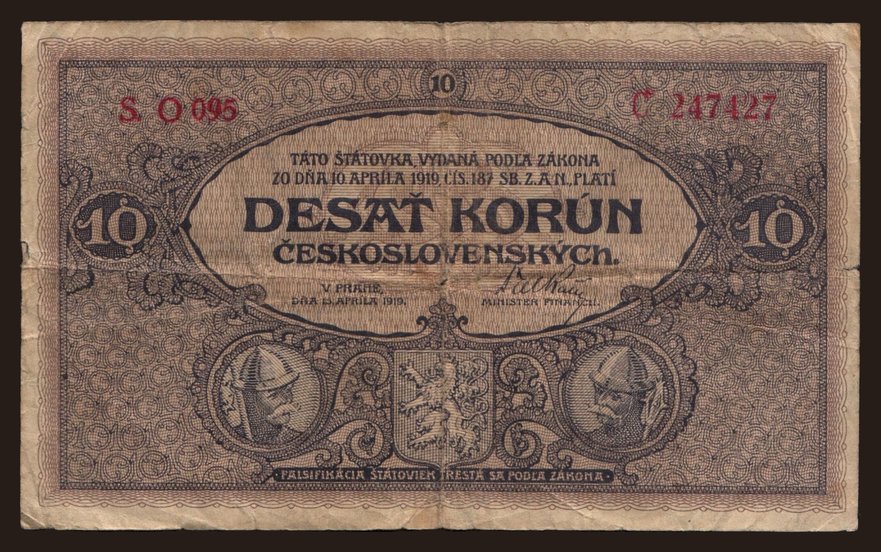 10
S. O 095
Č 247427
TÁTO ŠTÁTOVKA VYDANÁ PODĽA ZÁKONA
ZO DŇA 10. APRÍLA 1919, ČÍS. 187 SB. Z. A N., PLATÍ
10
DESAŤ KORÚN
10
ČESKOSLOVENSKÝCH.
V PRAHE,
DŇA 15. APRÍLA 1919.
MINISTER FINANCIÍ.
FALSIFIKÁCIA ŠTÁTOVIEK TRESTÁ SA PODĽA ZÁKONA